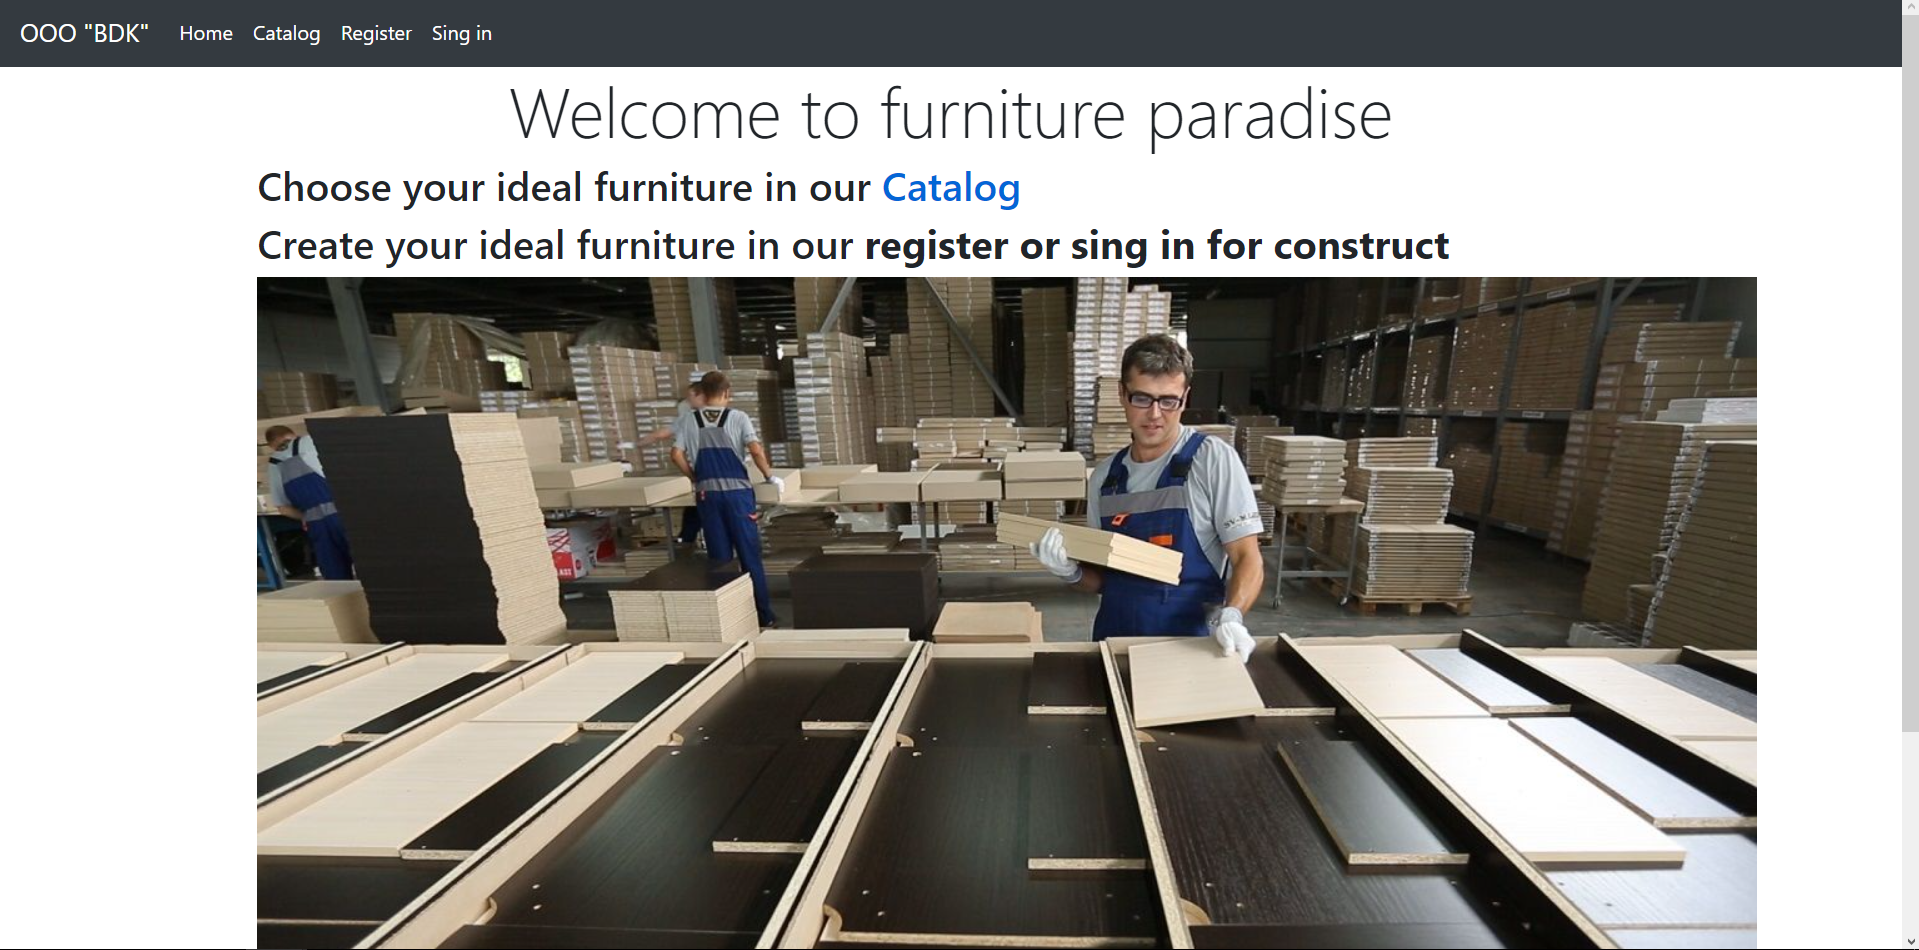 OOO "BDK" Home Catalog Register Sing in
Welcome to furniture paradise
Choose your ideal furniture in our Catalog
Create your ideal furniture in our register or sing in for construct